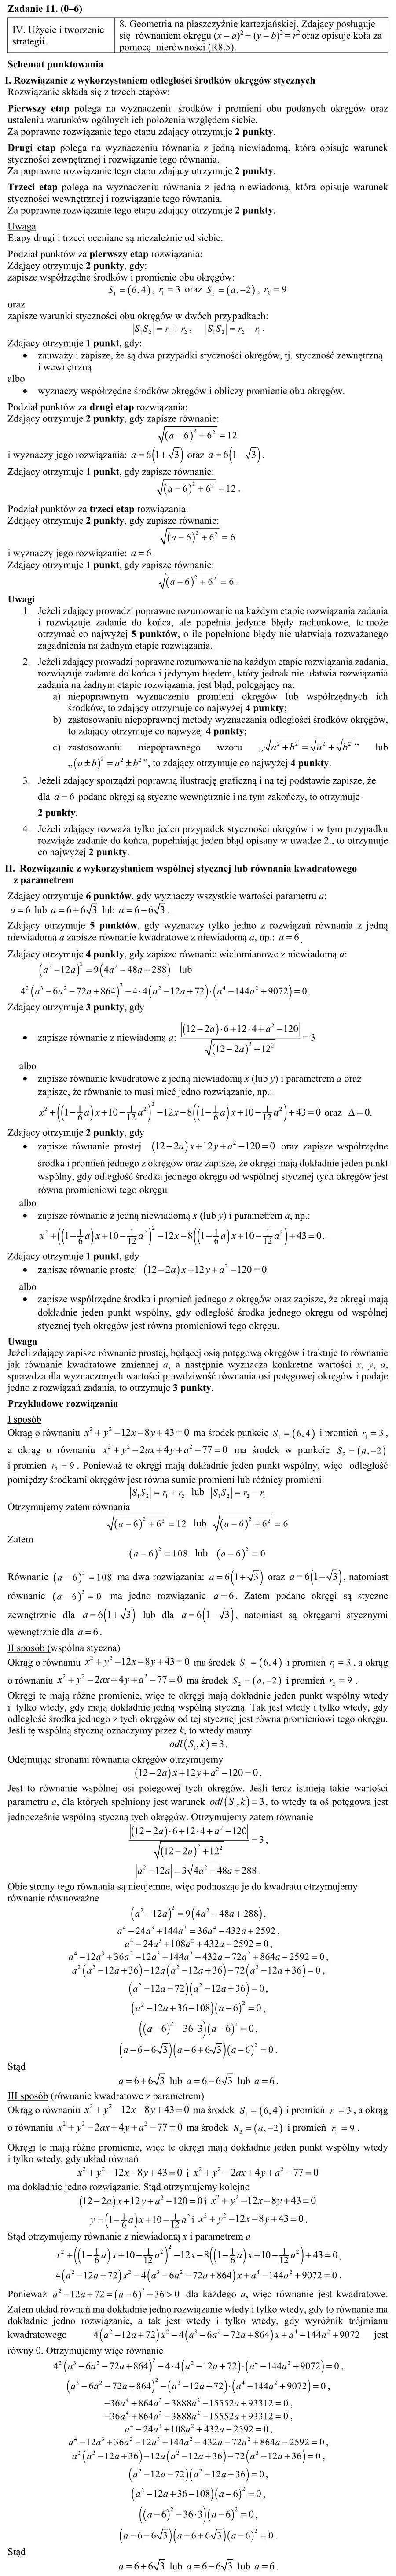 Zadanie 11. (0–6)
IV. Użycie i tworzenie
strategii.
8. Geometria na płaszczyźnie kartezjańskiej. Zdający posługuje
się równaniem okręgu (x – a)² + (y – b)² = r² oraz opisuje koła za
pomocą nierówności (R8.5).
Schemat punktowania
I. Rozwiązanie z wykorzystaniem odległości środków okręgów stycznych
Rozwiązanie składa się z trzech etapów:
Pierwszy etap polega na wyznaczeniu środków i promieni obu podanych okręgów oraz
ustaleniu warunków ogólnych ich położenia względem siebie.
Za poprawne rozwiązanie tego etapu zdający otrzymuje 2 punkty.
Drugi etap polega na wyznaczeniu równania z jedną niewiadomą, która opisuje warunek
styczności zewnętrznej i rozwiązanie tego równania.
Za poprawne rozwiązanie tego etapu zdający otrzymuje 2 punkty.
Trzeci etap polega na wyznaczeniu równania z jedną niewiadomą, która opisuje warunek
styczności wewnętrznej i rozwiązanie tego równania.
Za poprawne rozwiązanie tego etapu zdający otrzymuje 2 punkty.
Uwaga
Etapy drugi i trzeci oceniane są niezależnie od siebie.
Podział punktów za pierwszy etap rozwiązania:
Zdający otrzymuje 2 punkty, gdy:
zapisze współrzędne środków i promienie obu okręgów:
S₁ = (6,4), r₁ = 3 oraz S₂ = (a,−2), r₂ = 9
oraz
zapisze warunki styczności obu okręgów w dwóch przypadkach:
|S₁S₂| = r₁ + r₂, |S₁S₂| = r₂ − r₁.
Zdający otrzymuje 1 punkt, gdy:
• zauważy i zapisze, że są dwa przypadki styczności okręgów, tj. styczność zewnętrzną
i wewnętrzną
albo
• wyznaczy współrzędne środków okręgów i obliczy promienie obu okręgów.
Podział punktów za drugi etap rozwiązania:
Zdający otrzymuje 2 punkty, gdy zapisze równanie:
√((a−6)² + 6²) = 12
i wyznaczy jego rozwiązania: a = 6(1+√3) oraz a = 6(1−√3).
Zdający otrzymuje 1 punkt, gdy zapisze równanie:
√((a−6)² + 6²) = 12.
Podział punktów za trzeci etap rozwiązania:
Zdający otrzymuje 2 punkty, gdy zapisze równanie:
√((a−6)² + 6²) = 6
i wyznaczy jego rozwiązanie: a = 6.
Zdający otrzymuje 1 punkt, gdy zapisze równanie:
√((a−6)² + 6²) = 6.
Uwagi
1. Jeżeli zdający prowadzi poprawne rozumowanie na każdym etapie rozwiązania zadania
i rozwiązuje zadanie do końca, ale popełnia jedynie błędy rachunkowe, to może
otrzymać co najwyżej 5 punktów, o ile popełnione błędy nie ułatwiają rozważanego
zagadnienia na żadnym etapie rozwiązania.
2. Jeżeli zdający prowadzi poprawne rozumowanie na każdym etapie rozwiązania zadania,
rozwiązuje zadanie do końca i jedynym błędem, który jednak nie ułatwia rozwiązania
zadania na żadnym etapie rozwiązania, jest błąd, polegający na:
a) niepoprawnym wyznaczeniu promieni okręgów lub współrzędnych ich
środków, to zdający otrzymuje co najwyżej 4 punkty;
b) zastosowaniu niepoprawnej metody wyznaczania odległości środków okręgów,
to zdający otrzymuje co najwyżej 4 punkty;
c) zastosowaniu niepoprawnego wzoru „√(a² + b²) = √a² + √b²” lub
„(a ± b)² = a² ± b²”, to zdający otrzymuje co najwyżej 4 punkty.
3. Jeżeli zdający sporządzi poprawną ilustrację graficzną i na tej podstawie zapisze, że
dla a = 6 podane okręgi są styczne wewnętrznie i na tym zakończy, to otrzymuje
2 punkty.
4. Jeżeli zdający rozważa tylko jeden przypadek styczności okręgów i w tym przypadku
rozwiąże zadanie do końca, popełniając jeden błąd opisany w uwadze 2., to otrzymuje
co najwyżej 2 punkty.
II. Rozwiązanie z wykorzystaniem wspólnej stycznej lub równania kwadratowego
z parametrem
Zdający otrzymuje 6 punktów, gdy wyznaczy wszystkie wartości parametru a:
a = 6 lub a = 6 + 6√3 lub a = 6 − 6√3.
Zdający otrzymuje 5 punktów, gdy wyznaczy tylko jedno z rozwiązań równania z jedną
niewiadomą a zapisze równanie kwadratowe z niewiadomą a, np.: a = 6.
Zdający otrzymuje 4 punkty, gdy zapisze równanie wielomianowe z niewiadomą a:
(a² − 12a)² = 9(4a² − 48a + 288) lub
4²(a³ − 6a² − 72a + 864)² − 4·4(a² − 12a + 72)·(a⁴ − 144a² + 9072) = 0.
Zdający otrzymuje 3 punkty, gdy
• zapisze równanie z niewiadomą a: |(12−2a)·6+12·4+a²−120| / √((12−2a)² + 12²) = 3
albo
• zapisze równanie kwadratowe z jedną niewiadomą x (lub y) i parametrem a oraz
zapisze, że równanie to musi mieć jedno rozwiązanie, np.:
x² + ((1 − 1/6 a)x + 10 − 1/12 a²)² − 12x − 8((1 − 1/6 a)x + 10 − 1/12 a²) + 43 = 0 oraz Δ = 0.
Zdający otrzymuje 2 punkty, gdy
• zapisze równanie prostej (12−2a)x + 12y + a² − 120 = 0 oraz zapisze współrzędne
środka i promień jednego z okręgów oraz zapisze, że okręgi mają dokładnie jeden punkt
wspólny, gdy odległość środka jednego okręgu od wspólnej stycznej tych okręgów jest
równa promieniowi tego okręgu
albo
• zapisze równanie z jedną niewiadomą x (lub y) i parametrem a, np.:
x² + ((1 − 1/6 a)x + 10 − 1/12 a²)² − 12x − 8((1 − 1/6 a)x + 10 − 1/12 a²) + 43 = 0.
Zdający otrzymuje 1 punkt, gdy
• zapisze równanie prostej (12−2a)x + 12y + a² − 120 = 0
albo
• zapisze współrzędne środka i promień jednego z okręgów oraz zapisze, że okręgi mają
dokładnie jeden punkt wspólny, gdy odległość środka jednego okręgu od wspólnej
stycznej tych okręgów jest równa promieniowi tego okręgu.
Uwaga
Jeżeli zdający zapisze równanie prostej, będącej osią potęgową okręgów i traktuje to równanie
jak równanie kwadratowe zmiennej a, a następnie wyznacza konkretne wartości x, y, a,
sprawdza dla wyznaczonych wartości prawdziwość równania osi potęgowej okręgów i podaje
jedno z rozwiązań zadania, to otrzymuje 3 punkty.
Przykładowe rozwiązania
I sposób
Okrąg o równaniu x² + y² − 12x − 8y + 43 = 0 ma środek punkcie S₁ = (6,4) i promień r₁ = 3,
a okrąg o równaniu x² + y² − 2ax + 4y + a² − 77 = 0 ma środek w punkcie S₂ = (a,−2)
i promień r₂ = 9. Ponieważ te okręgi mają dokładnie jeden punkt wspólny, więc odległość
pomiędzy środkami okręgów jest równa sumie promieni lub różnicy promieni:
|S₁S₂| = r₁ + r₂ lub |S₁S₂| = r₂ − r₁
Otrzymujemy zatem równania
√((a−6)² + 6²) = 12 lub √((a−6)² + 6²) = 6
Zatem
(a−6)² = 108 lub (a−6)² = 0
Równanie (a−6)² = 108 ma dwa rozwiązania: a = 6(1+√3) oraz a = 6(1−√3), natomiast
równanie (a−6)² = 0 ma jedno rozwiązanie a = 6. Zatem podane okręgi są styczne
zewnętrznie dla a = 6(1+√3) lub dla a = 6(1−√3), natomiast są okręgami stycznymi
wewnętrznie dla a = 6.
II sposób (wspólna styczna)
Okrąg o równaniu x² + y² − 12x − 8y + 43 = 0 ma środek S₁ = (6,4) i promień r₁ = 3, a okrąg
o równaniu x² + y² − 2ax + 4y + a² − 77 = 0 ma środek S₂ = (a,−2) i promień r₂ = 9.
Okręgi te mają różne promienie, więc te okręgi mają dokładnie jeden punkt wspólny wtedy
i tylko wtedy, gdy mają dokładnie jedną wspólną styczną. Tak jest wtedy i tylko wtedy, gdy
odległość środka jednego z tych okręgów od tej stycznej jest równa promieniowi tego okręgu.
Jeśli tę wspólną styczną oznaczymy przez k, to wtedy mamy
odl(S₁,k) = 3.
Odejmując stronami równania okręgów otrzymujemy
(12−2a)x + 12y + a² − 120 = 0.
Jest to równanie wspólnej osi potęgowej tych okręgów. Jeśli teraz istnieją takie wartości
parametru a, dla których spełniony jest warunek odl(S₁,k) = 3, to wtedy ta oś potęgowa jest
jednocześnie wspólną styczną tych okręgów. Otrzymujemy zatem równanie
|(12−2a)·6+12·4+a²−120| / √((12−2a)² + 12²) = 3,
|a² − 12a| = 3√(4a² − 48a + 288).
Obie strony tego równania są nieujemne, więc podnosząc je do kwadratu otrzymujemy
równanie równoważne
(a² − 12a)² = 9(4a² − 48a + 288),
a⁴ − 24a³ + 144a² = 36a⁴ − 432a + 2592,
a⁴ − 24a³ + 108a² + 432a − 2592 = 0,
a⁴ − 12a³ + 36a² − 12a³ + 144a² − 432a − 72a² + 864a − 2592 = 0,
a²(a² − 12a + 36) − 12a(a² − 12a + 36) − 72(a² − 12a + 36) = 0,
(a² − 12a − 72)(a² − 12a + 36) = 0,
(a² − 12a + 36 − 108)(a − 6)² = 0,
((a − 6)² − 36·3)(a − 6)² = 0,
(a − 6 − 6√3)(a − 6 + 6√3)(a − 6)² = 0.
Stąd
a = 6 + 6√3 lub a = 6 − 6√3 lub a = 6.
III sposób (równanie kwadratowe z parametrem)
Okrąg o równaniu x² + y² − 12x − 8y + 43 = 0 ma środek S₁ = (6,4) i promień r₁ = 3, a okrąg
o równaniu x² + y² − 2ax + 4y + a² − 77 = 0 ma środek S₂ = (a,−2) i promień r₂ = 9.
Okręgi te mają różne promienie, więc te okręgi mają dokładnie jeden punkt wspólny wtedy
i tylko wtedy, gdy układ równań
x² + y² − 12x − 8y + 43 = 0 i x² + y² − 2ax + 4y + a² − 77 = 0
ma dokładnie jedno rozwiązanie. Stąd otrzymujemy kolejno
(12−2a)x + 12y + a² − 120 = 0 i x² + y² − 12x − 8y + 43 = 0
y = (1 − 1/6 a)x + 10 − 1/12 a² i x² + y² − 12x − 8y + 43 = 0.
Stąd otrzymujemy równanie z niewiadomą x i parametrem a
x² + ((1 − 1/6 a)x + 10 − 1/12 a²)² − 12x − 8((1 − 1/6 a)x + 10 − 1/12 a²) + 43 = 0,
4(a² − 12a + 72)x² − 4(a³ − 6a² − 72a + 864)x + a⁴ − 144a² + 9072 = 0.
Ponieważ a² − 12a + 72 = (a − 6)² + 36 > 0 dla każdego a, więc równanie jest kwadratowe.
Zatem układ równań ma dokładnie jedno rozwiązanie wtedy i tylko wtedy, gdy to równanie ma
dokładnie jedno rozwiązanie, a tak jest wtedy i tylko wtedy, gdy wyróżnik trójmianu
kwadratowego 4(a² − 12a + 72)x² − 4(a³ − 6a² − 72a + 864)x + a⁴ − 144a² + 9072 jest
równy 0. Otrzymujemy więc równanie
4²(a³ − 6a² − 72a + 864)² − 4·4(a² − 12a + 72)·(a⁴ − 144a² + 9072) = 0,
(a³ − 6a² − 72a + 864)² − (a² − 12a + 72)·(a⁴ − 144a² + 9072) = 0,
−36a⁴ + 864a³ − 3888a² − 15552a + 93312 = 0,
−36a⁴ + 864a³ − 3888a² − 15552a + 93312 = 0,
a⁴ − 24a³ + 108a² + 432a − 2592 = 0,
a⁴ − 12a³ + 36a² − 12a³ + 144a² − 432a − 72a² + 864a − 2592 = 0,
a²(a² − 12a + 36) − 12a(a² − 12a + 36) − 72(a² − 12a + 36) = 0,
(a² − 12a − 72)(a² − 12a + 36) = 0,
(a² − 12a + 36 − 108)(a − 6)² = 0,
((a − 6)² − 36·3)(a − 6)² = 0,
(a − 6 − 6√3)(a − 6 + 6√3)(a − 6)² = 0.
Stąd
a = 6 + 6√3 lub a = 6 − 6√3 lub a = 6.